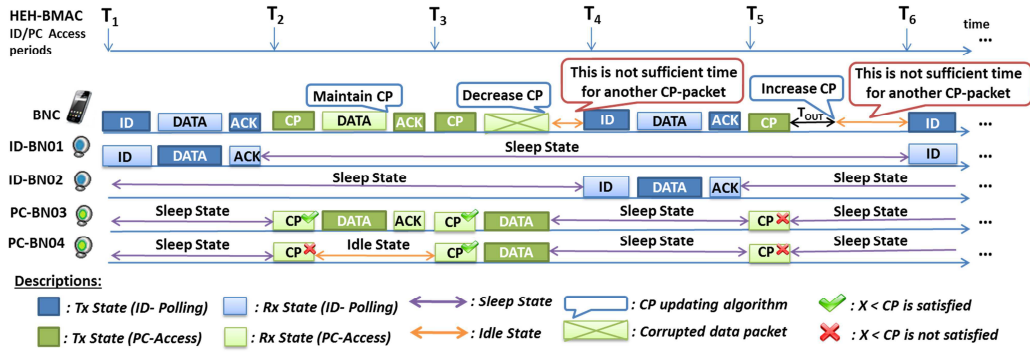 HEH-BMAC
ID/PC Access
periods
T1 T2 T3 T4 T5 T6 time
...
This is not sufficient time
for another CP-packet
This is not sufficient time
for another CP-packet
Maintain CP
Decrease CP
Increase CP
BNC ID DATA ACK CP DATA ACK CP ID DATA ACK CP TOUT ID ...
ID-BN01 ID DATA ACK Sleep State ID ...
ID-BN02 Sleep State ID DATA ACK Sleep State ...
PC-BN03 Sleep State CP DATA ACK CP DATA Sleep State CP Sleep State ...
PC-BN04 Sleep State CP Idle State CP DATA Sleep State CP Sleep State ...
Descriptions:
: Tx State (ID- Polling) : Rx State (ID- Polling) : Sleep State : CP updating algorithm : X < CP is satisfied
: Tx State (PC-Access) : Rx State (PC-Access) : Idle State : Corrupted data packet : X < CP is not satisfied